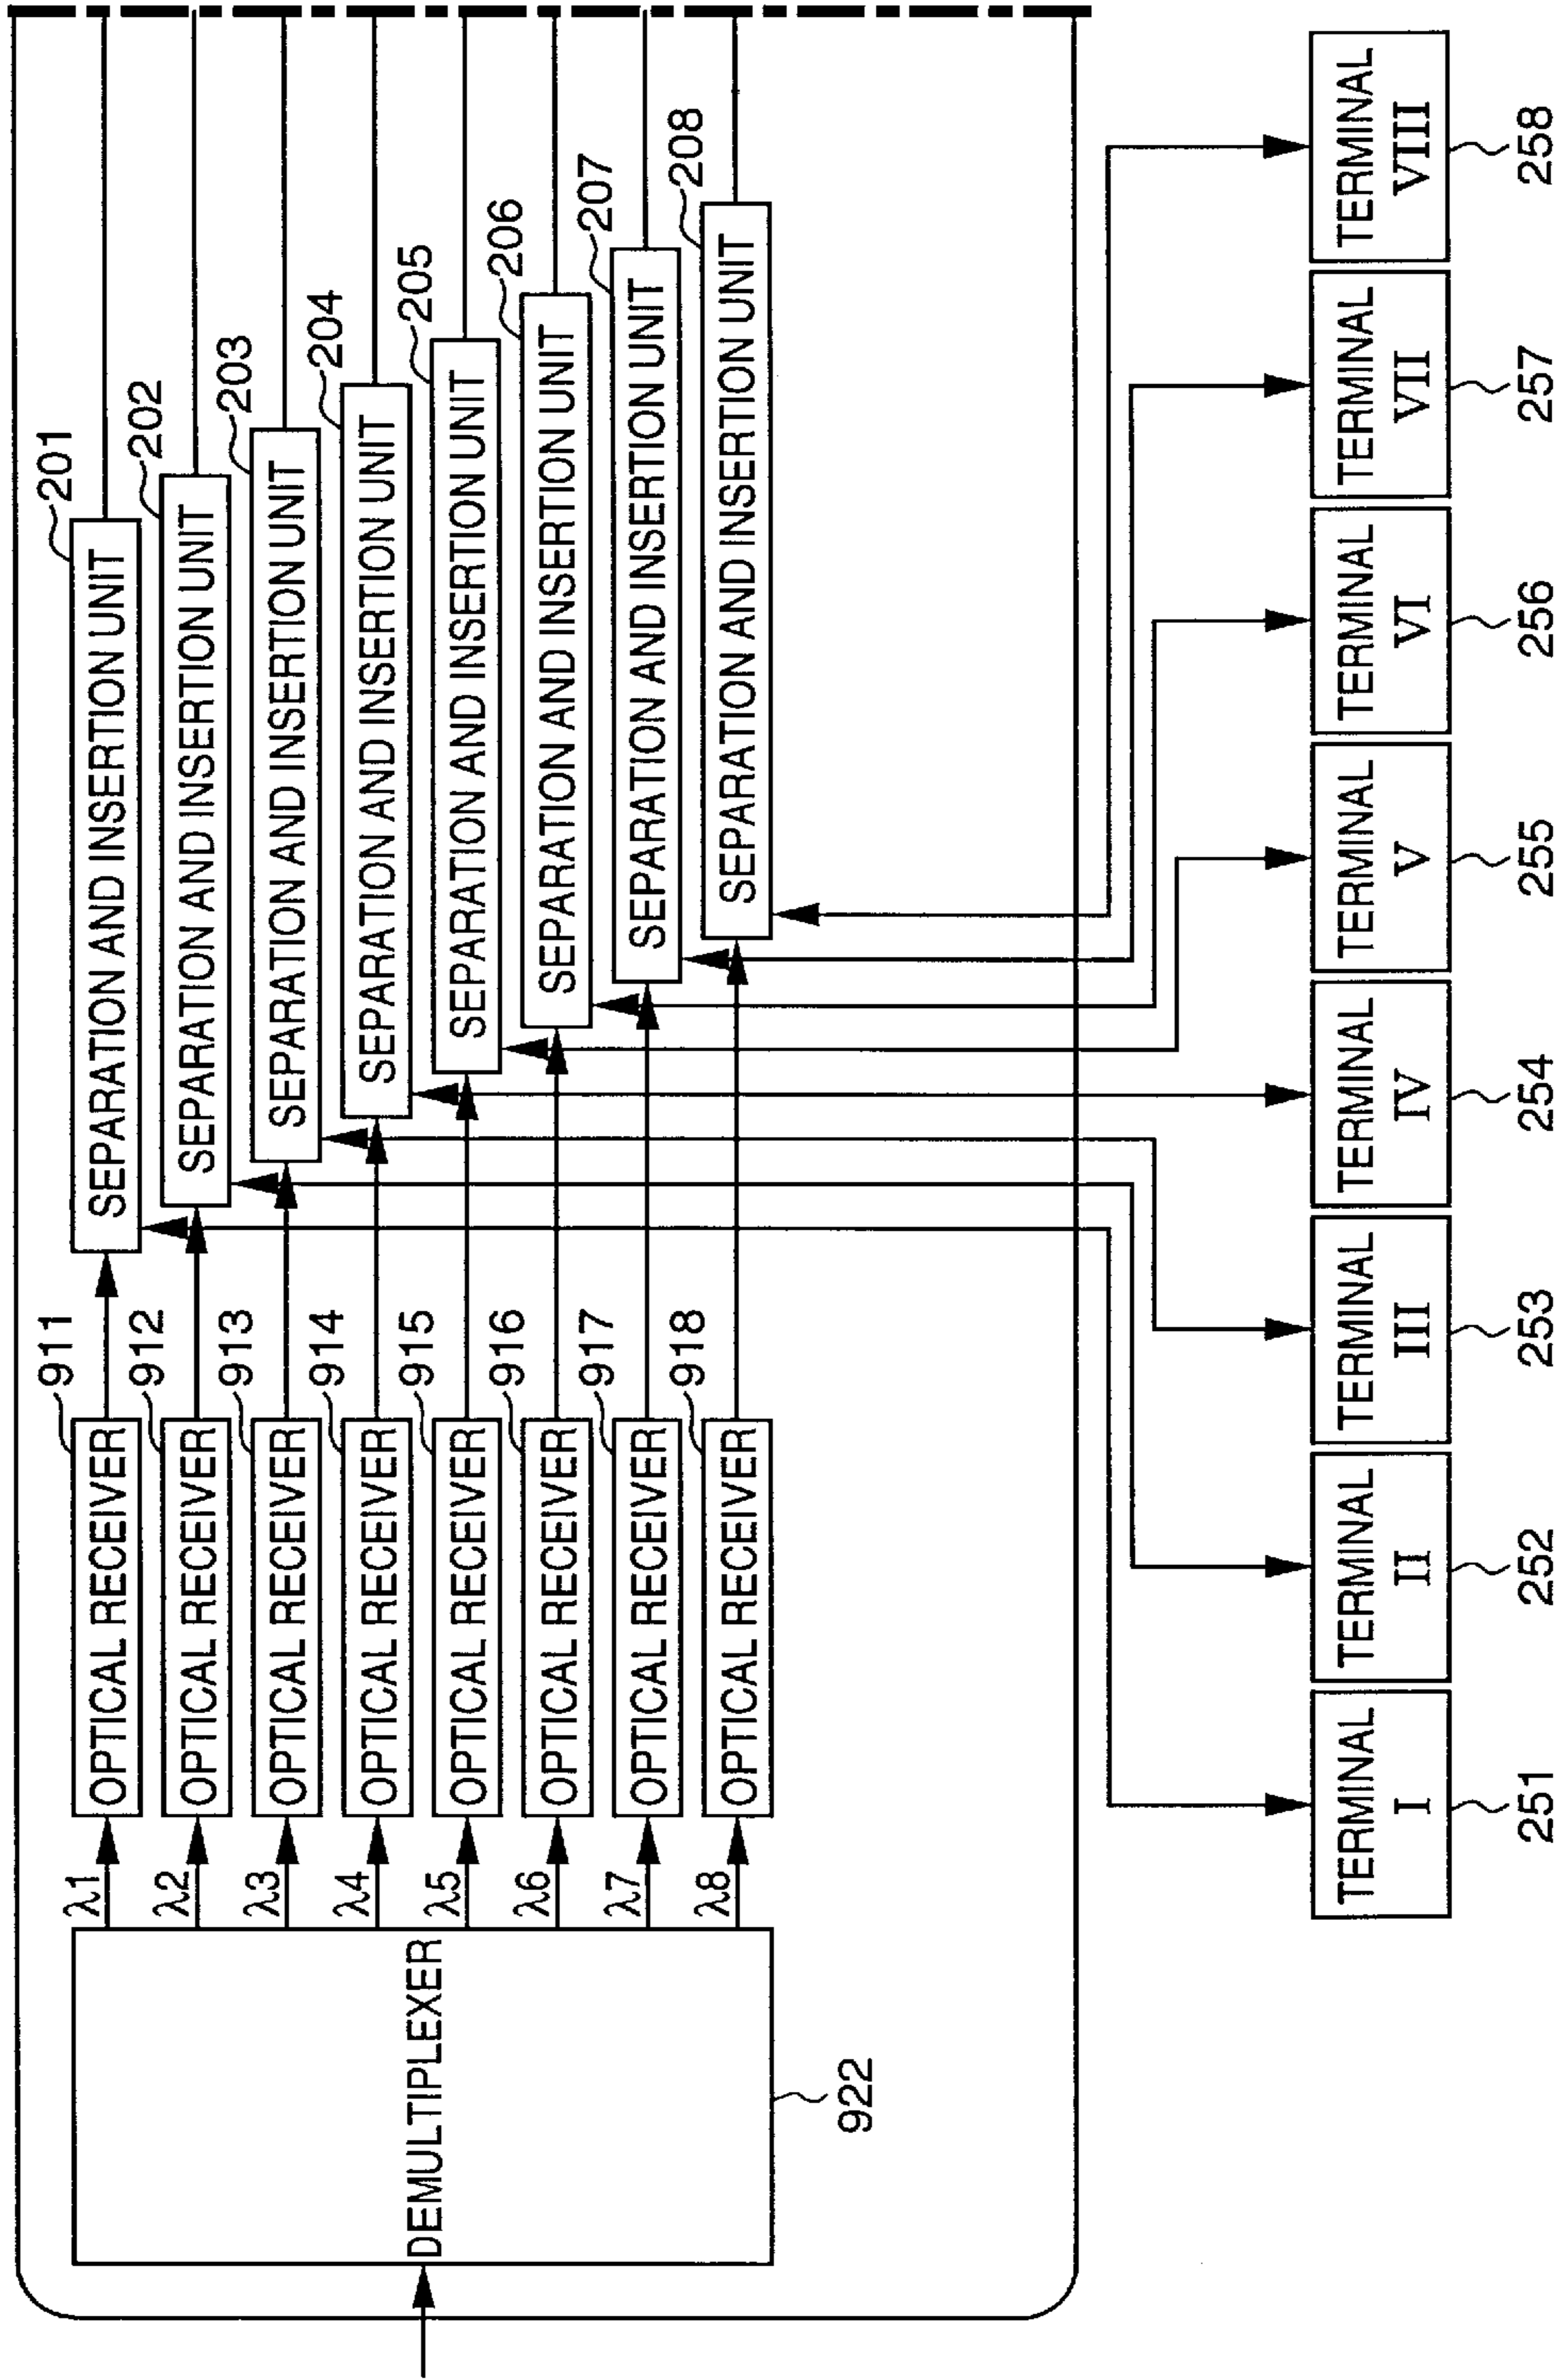 DEMULTIPLEXER
922
λ1
λ2
λ3
λ4
λ5
λ6
λ7
λ8
911
OPTICAL RECEIVER
912
OPTICAL RECEIVER
913
OPTICAL RECEIVER
914
OPTICAL RECEIVER
915
OPTICAL RECEIVER
916
OPTICAL RECEIVER
917
OPTICAL RECEIVER
918
OPTICAL RECEIVER
201
SEPARATION AND INSERTION UNIT
202
SEPARATION AND INSERTION UNIT
203
SEPARATION AND INSERTION UNIT
204
SEPARATION AND INSERTION UNIT
205
SEPARATION AND INSERTION UNIT
206
SEPARATION AND INSERTION UNIT
207
SEPARATION AND INSERTION UNIT
208
SEPARATION AND INSERTION UNIT
TERMINAL
I
251
TERMINAL
II
252
TERMINAL
III
253
TERMINAL
IV
254
TERMINAL
V
255
TERMINAL
VI
256
TERMINAL
VII
257
TERMINAL
VIII
258